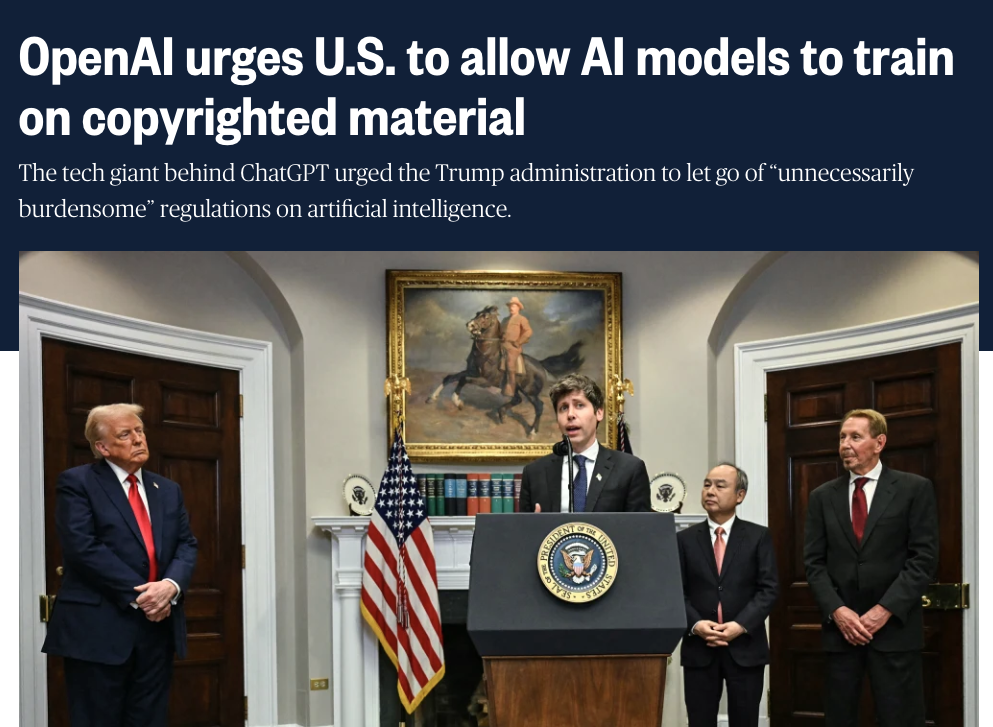 OpenAI urges U.S. to allow AI models to train
on copyrighted material
The tech giant behind ChatGPT urged the Trump administration to let go of “unnecessarily
burdensome” regulations on artificial intelligence.
SEAL OF THE PRESIDENT OF THE UNITED STATES